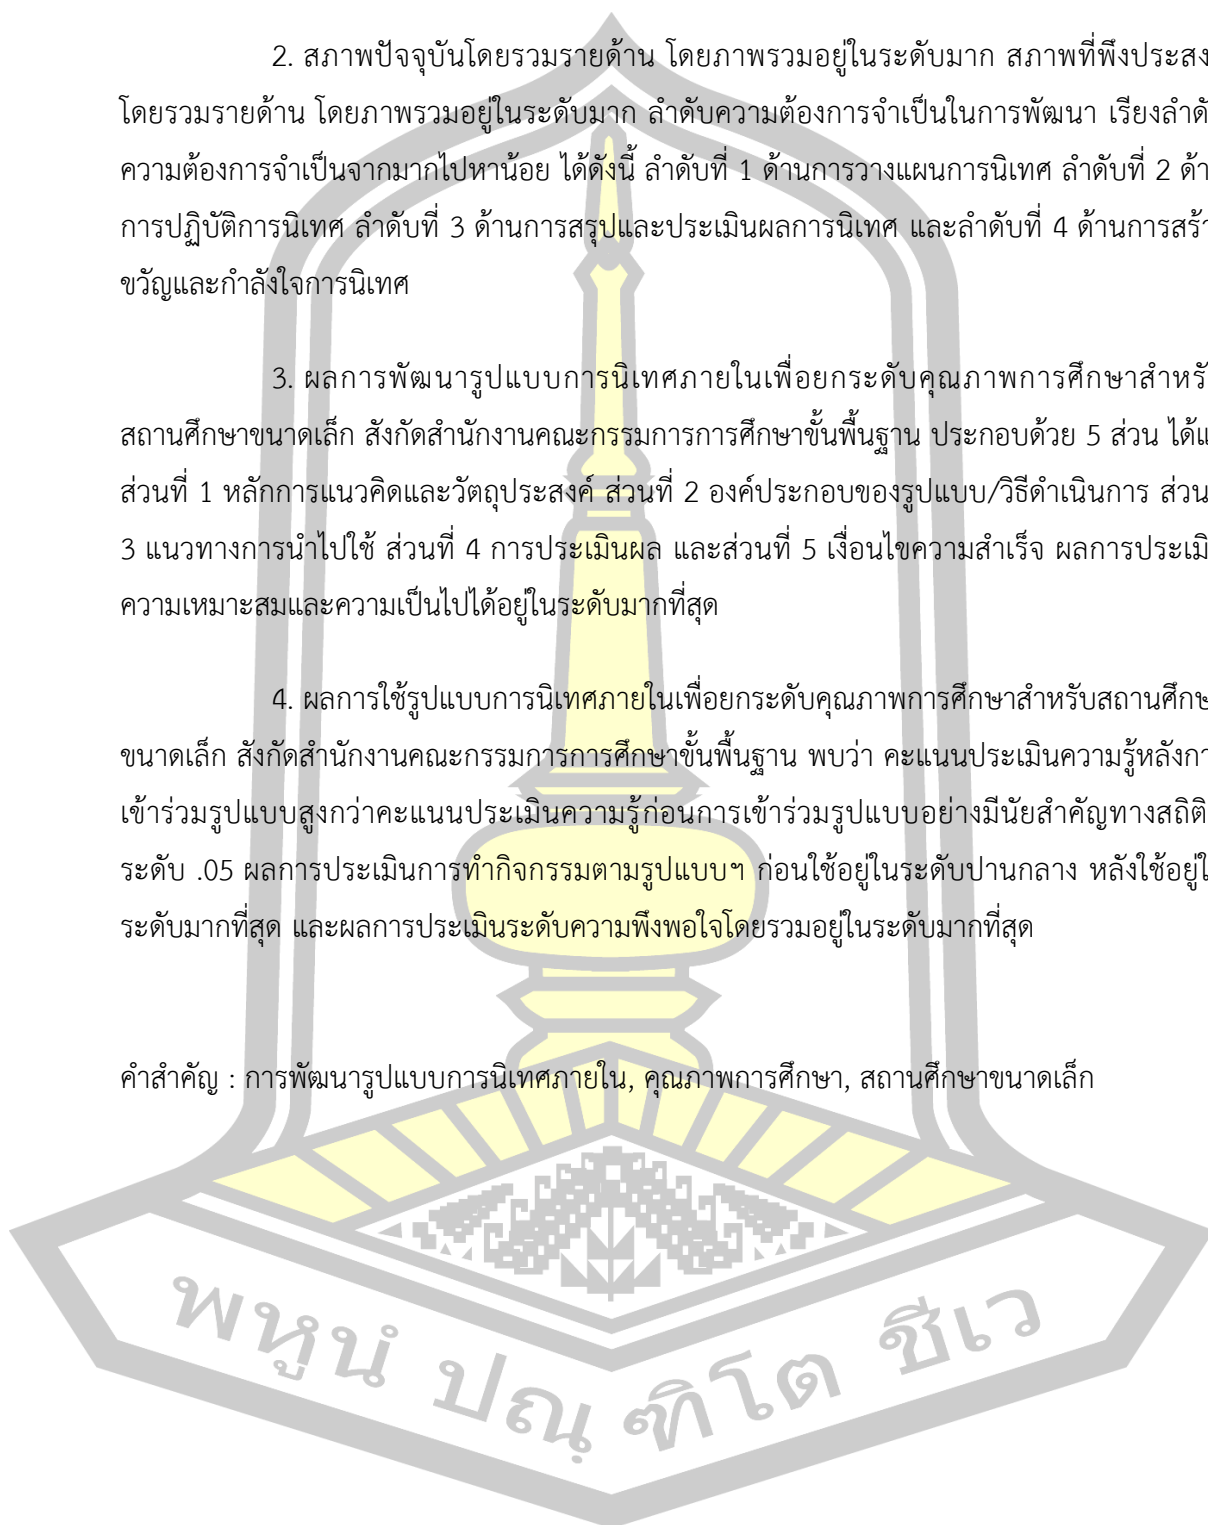 2. สภาพปัจจุบันโดยรวมรายด้าน โดยภาพรวมอยู่ในระดับมาก สภาพที่พึงประสง
โดยรวมรายด้าน โดยภาพรวมอยู่ในระดับมาก ลำดับความต้องการจำเป็นในการพัฒนา เรียงลำดั
ความต้องการจำเป็นจากมากไปหาน้อย ได้ดังนี้ ลำดับที่ 1 ด้านการวางแผนการนิเทศ ลำดับที่ 2 ด้า
การปฏิบัติการนิเทศ ลำดับที่ 3 ด้านการสรุปและประเมินผลการนิเทศ และลำดับที่ 4 ด้านการสร้า
ขวัญและกำลังใจการนิเทศ
3. ผลการพัฒนารูปแบบการนิเทศภายในเพื่อยกระดับคุณภาพการศึกษาสำหรั
สถานศึกษาขนาดเล็ก สังกัดสำนักงานคณะกรรมการการศึกษาขั้นพื้นฐาน ประกอบด้วย 5 ส่วน ได้แ
ส่วนที่ 1 หลักการแนวคิดและวัตถุประสงค์ ส่วนที่ 2 องค์ประกอบของรูปแบบ/วิธีดำเนินการ ส่วน
3 แนวทางการนำไปใช้ ส่วนที่ 4 การประเมินผล และส่วนที่ 5 เงื่อนไขความสำเร็จ ผลการประเมิ
ความเหมาะสมและความเป็นไปได้อยู่ในระดับมากที่สุด
4. ผลการใช้รูปแบบการนิเทศภายในเพื่อยกระดับคุณภาพการศึกษาสำหรับสถานศึกษ
ขนาดเล็ก สังกัดสำนักงานคณะกรรมการการศึกษาขั้นพื้นฐาน พบว่า คะแนนประเมินความรู้หลังกา
เข้าร่วมรูปแบบสูงกว่าคะแนนประเมินความรู้ก่อนการเข้าร่วมรูปแบบอย่างมีนัยสำคัญทางสถิติ
ระดับ .05 ผลการประเมินการทำกิจกรรมตามรูปแบบฯ ก่อนใช้อยู่ในระดับปานกลาง หลังใช้อยู่ใ
ระดับมากที่สุด และผลการประเมินระดับความพึงพอใจโดยรวมอยู่ในระดับมากที่สุด
คำสำคัญ : การพัฒนารูปแบบการนิเทศภายใน, คุณภาพการศึกษา, สถานศึกษาขนาดเล็ก
พหูนํ ปณฺฑิโต ชีเว